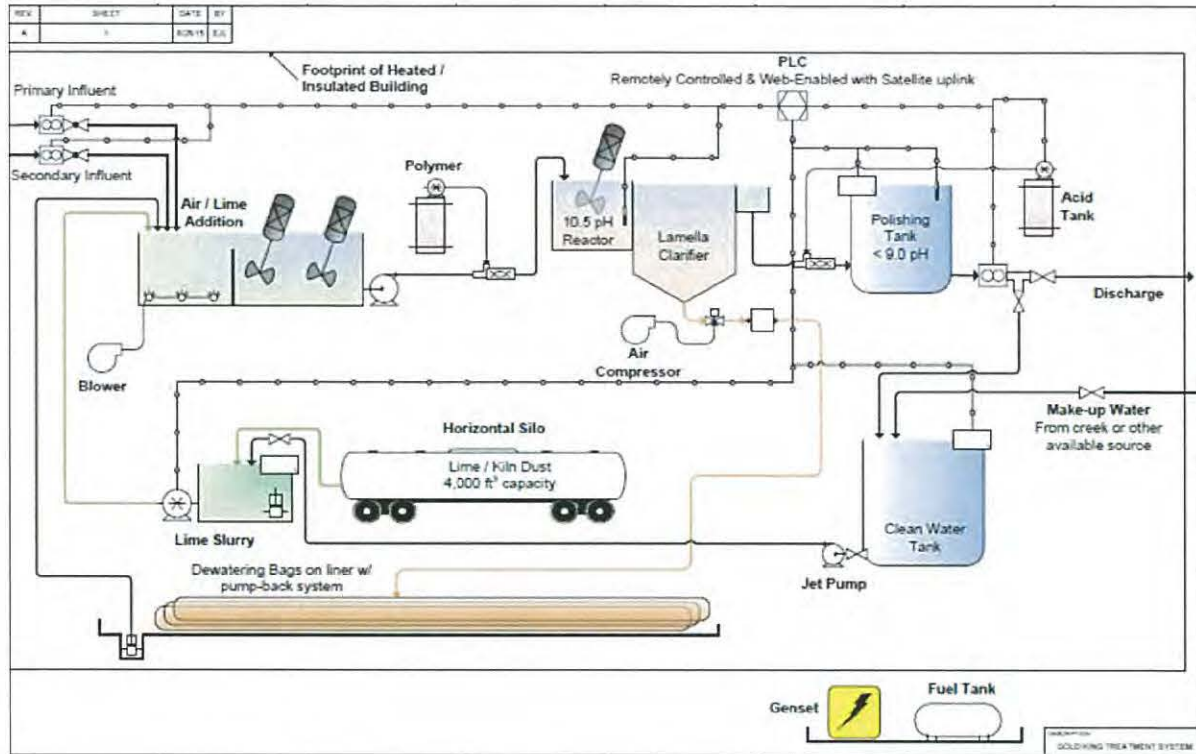 REV SHEET DATE BY
A 1
Footprint of Heated /
Insulated Building
PLC
Remotely Controlled & Web-Enabled with Satellite uplink
Primary Influent
Secondary Influent
Air / Lime
Addition
Polymer
10.5 pH
Reactor
Lamella
Clarifier
Polishing
Tank
< 9.0 pH
Acid
Tank
Discharge
Blower
Air
Compressor
Make-up Water
From creek or other
available source
Horizontal Silo
Lime / Kiln Dust
4,000 ft³ capacity
Lime Slurry
Clean Water
Tank
Jet Pump
Dewatering Bags on liner w/
pump-back system
Genset
Fuel Tank
GOLD KING TREATMENT SYSTEM